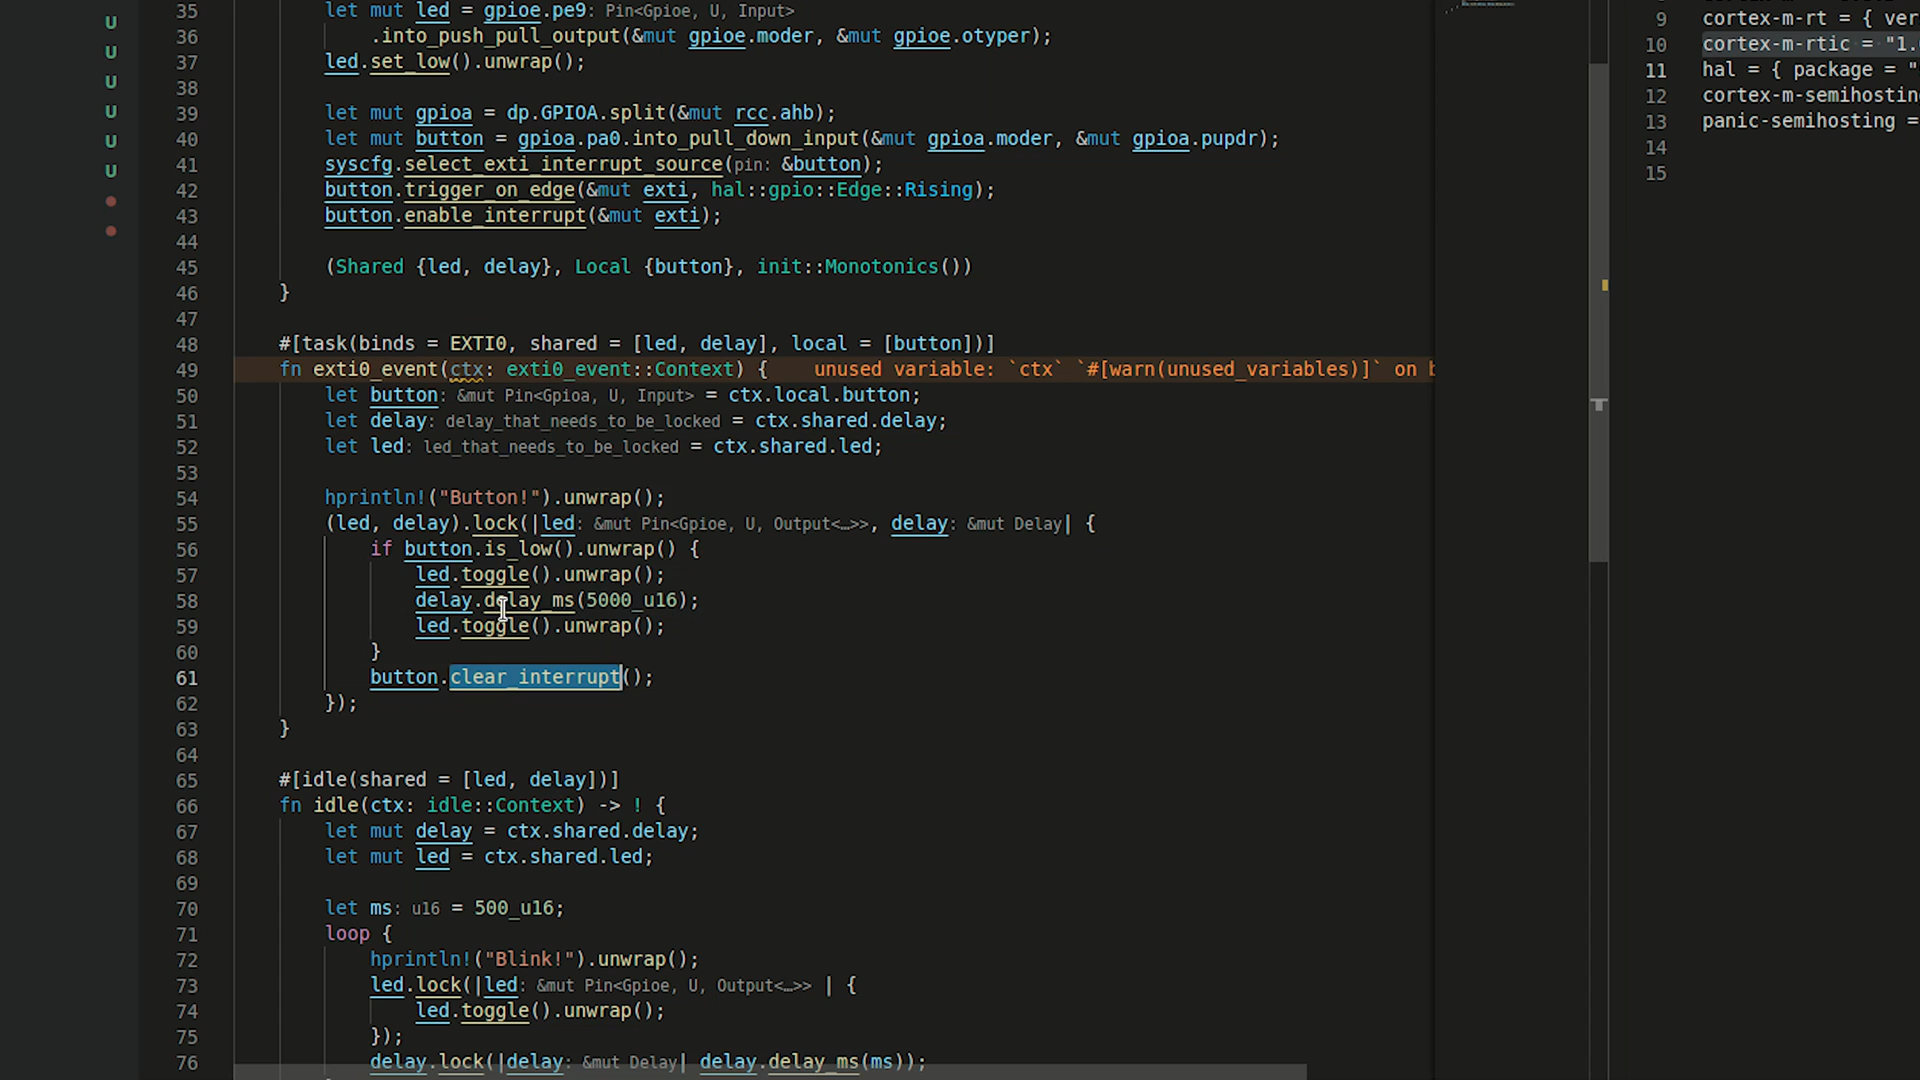 U
U
U
U
U
U
35 let mut led = gpioe.pe9: Pin<Gpioe, U, Input>
36 .into_push_pull_output(&mut gpioe.moder, &mut gpioe.otyper);
37 led.set_low().unwrap();
38
39 let mut gpioa = dp.GPIOA.split(&mut rcc.ahb);
40 let mut button = gpioa.pa0.into_pull_down_input(&mut gpioa.moder, &mut gpioa.pupdr);
41 syscfg.select_exti_interrupt_source(pin: &button);
42 button.trigger_on_edge(&mut exti, hal::gpio::Edge::Rising);
43 button.enable_interrupt(&mut exti);
44
45 (Shared {led, delay}, Local {button}, init::Monotonics())
46 }
47
48 #[task(binds = EXTI0, shared = [led, delay], local = [button])]
49 fn exti0_event(ctx: exti0_event::Context) { unused variable: `ctx` `#[warn(unused_variables)]` on b
50 let button: &mut Pin<Gpioa, U, Input> = ctx.local.button;
51 let delay: delay_that_needs_to_be_locked = ctx.shared.delay;
52 let led: led_that_needs_to_be_locked = ctx.shared.led;
53
54 hprintln!("Button!").unwrap();
55 (led, delay).lock(|led: &mut Pin<Gpioe, U, Output<…>>, delay: &mut Delay| {
56 if button.is_low().unwrap() {
57 led.toggle().unwrap();
58 delay.delay_ms(5000_u16);
59 led.toggle().unwrap();
60 }
61 button.clear_interrupt();
62 });
63 }
64
65 #[idle(shared = [led, delay])]
66 fn idle(ctx: idle::Context) -> ! {
67 let mut delay = ctx.shared.delay;
68 let mut led = ctx.shared.led;
69
70 let ms: u16 = 500_u16;
71 loop {
72 hprintln!("Blink!").unwrap();
73 led.lock(|led: &mut Pin<Gpioe, U, Output<…>> | {
74 led.toggle().unwrap();
75 });
76 delay.lock(|delay: &mut Delay| delay.delay_ms(ms));
9 cortex-m-rt = { ver
10 cortex-m-rtic = "1.
11 hal = { package = "
12 cortex-m-semihosting
13 panic-semihosting =
14
15